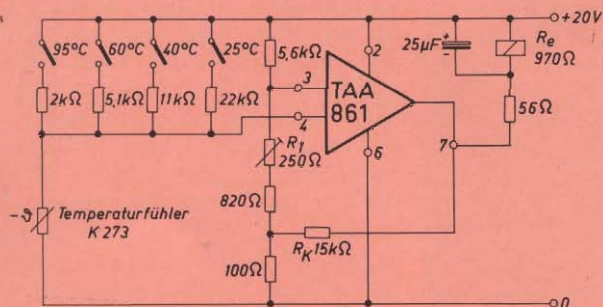 +20V
95°C 60°C 40°C 25°C
5,6kΩ
2
25µF
+
-
Re
970Ω
2kΩ 5,1kΩ 11kΩ 22kΩ
3
4
TAA
861
56Ω
R1
250Ω
6
7
820Ω
-ϑ Temperaturfühler
K 273
RK 15kΩ
100Ω
0